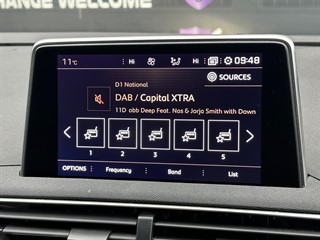 HANGE WELCOME
11°C Hi Hi 09:48
SOURCES
D1 National
DAB / Capital XTRA
11D obb Deep Feat. Nas & Jorja Smith with Down
1 2 3 4 5
OPTIONS Frequency Band List